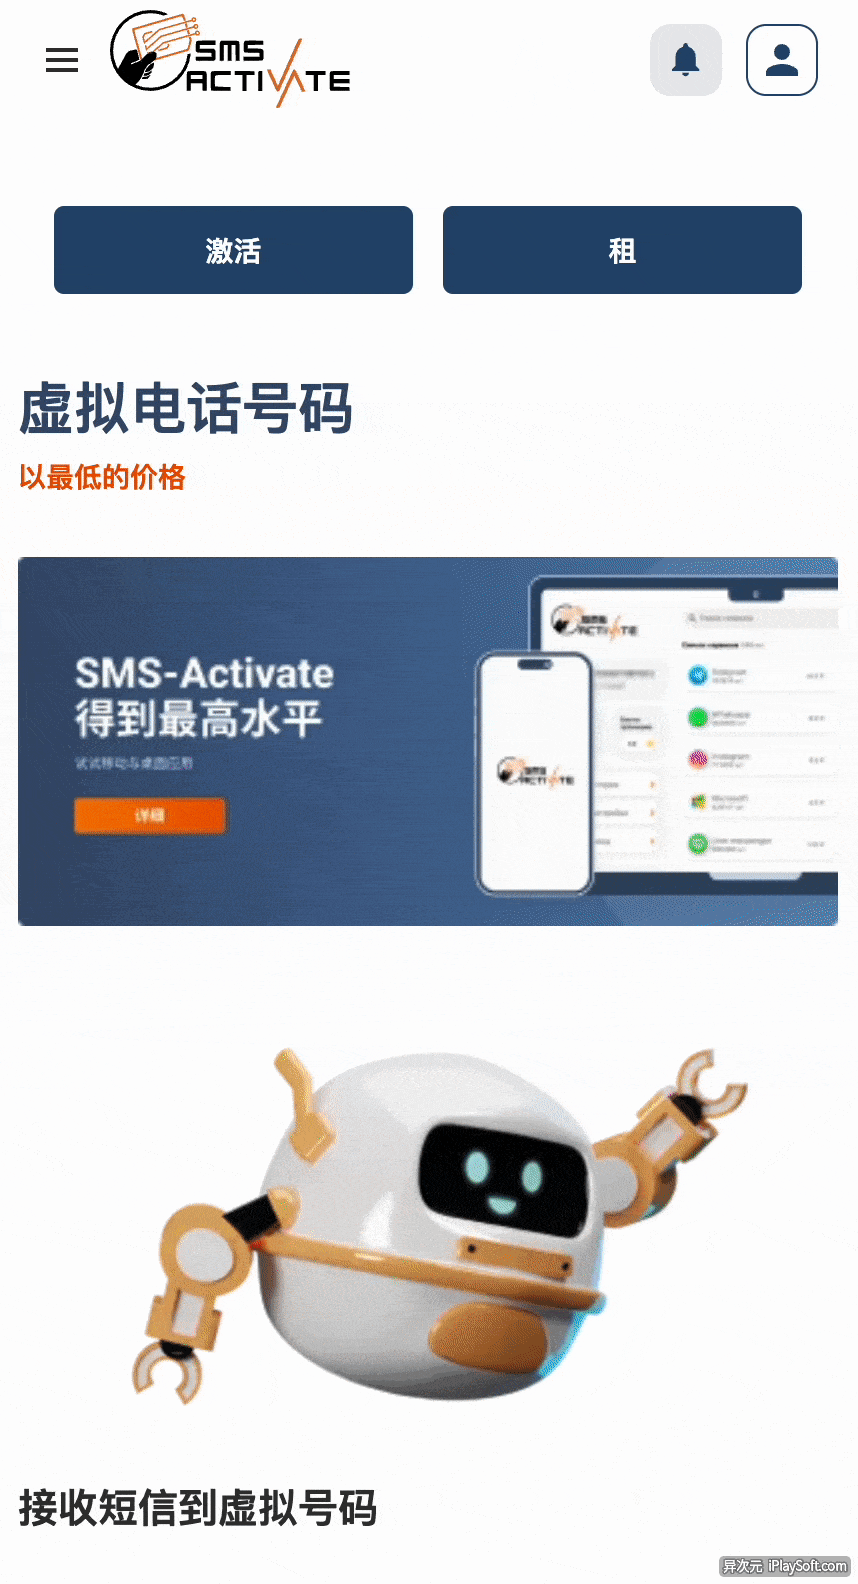 SMS
ACTIVATE
激活
租
虚拟电话号码
以最低的价格
SMS-Activate
得到最高水平
试试移动与桌面应用
详细
SMS
ACTIVATE
SMS
ACTIVATE
接收短信到虚拟号码
异次元 iPlaySoft.com